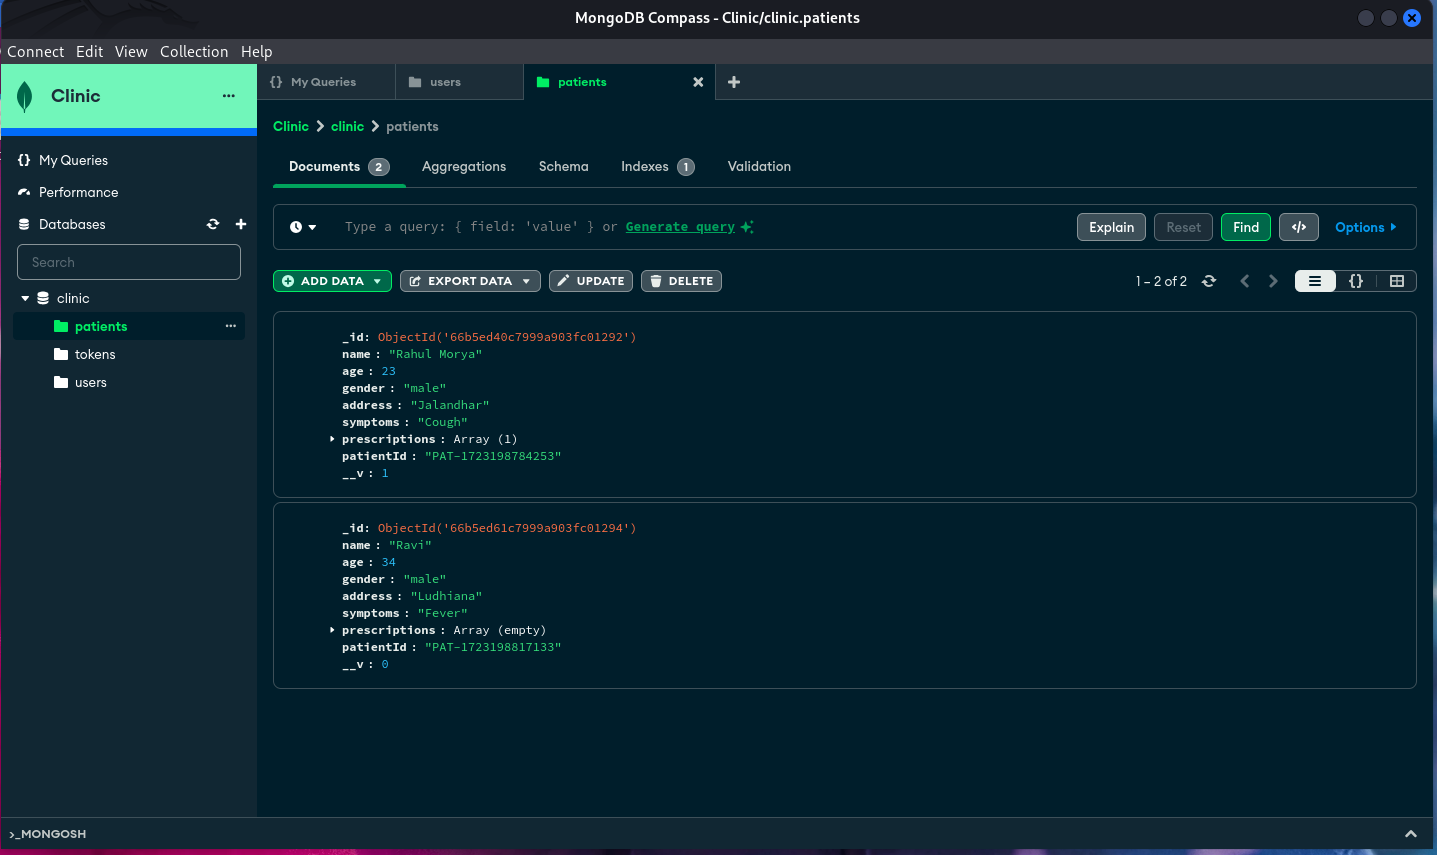 MongoDB Compass - Clinic/clinic.patients
Connect Edit View Collection Help
Clinic
My Queries
Performance
Databases
Search
clinic
patients
tokens
users
{} My Queries
users
patients
Clinic > clinic > patients
Documents 2 Aggregations Schema Indexes 1 Validation
Type a query: { field: 'value' } or Generate query
Explain Reset Find </> Options
ADD DATA EXPORT DATA UPDATE DELETE
1 – 2 of 2
_id: ObjectId('66b5ed40c7999a903fc01292')
name : "Rahul Morya"
age : 23
gender : "male"
address : "Jalandhar"
symptoms : "Cough"
prescriptions : Array (1)
patientId : "PAT-1723198784253"
__v : 1
_id: ObjectId('66b5ed61c7999a903fc01294')
name : "Ravi"
age : 34
gender : "male"
address : "Ludhiana"
symptoms : "Fever"
prescriptions : Array (empty)
patientId : "PAT-1723198817133"
__v : 0
>_MONGOSH